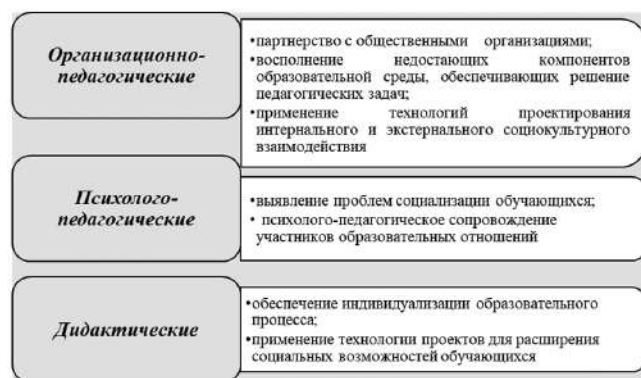 Организационно-
педагогические
•партнерство с общественными организациями;
•восполнение недостающих компонентов
образовательной среды, обеспечивающих решение
педагогических задач;
•применение технологий проектирования
интернального и экстернального социокультурного
взаимодействия
Психолого-
педагогические
•выявление проблем социализации обучающихся;
• психолого-педагогическое сопровождение
участников образовательных отношений
Дидактические
•обеспечение индивидуализации образовательного
процесса;
•применение технологии проектов для расширения
социальных возможностей обучающихся